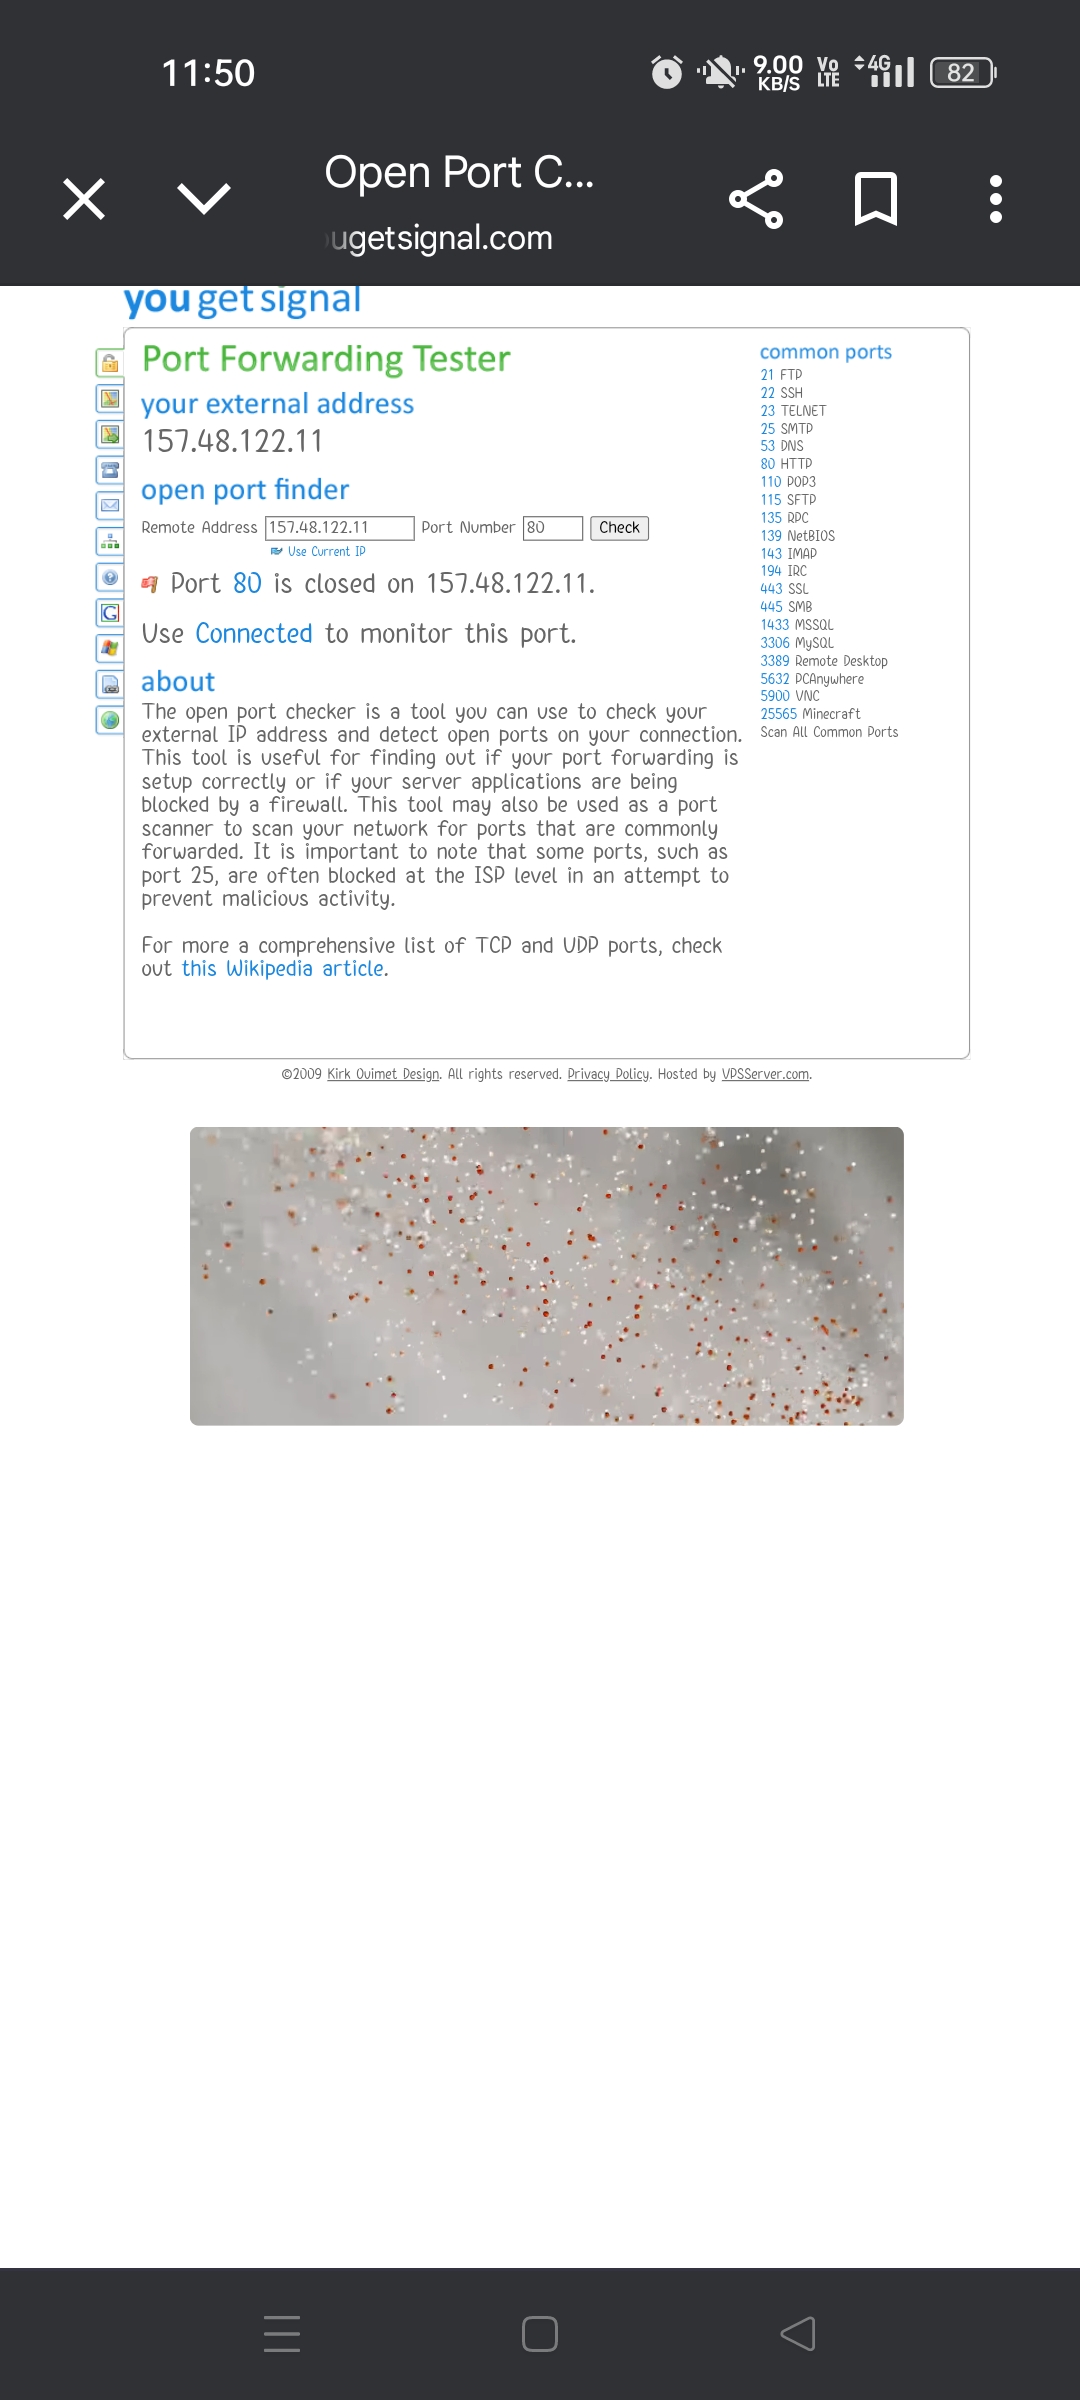 11:50
9.00 KB/S
Vo LTE
4G
82
Open Port C...
ugetsignal.com
you get signal
Port Forwarding Tester
your external address
157.48.122.11
open port finder
Remote Address 157.48.122.11 Port Number 80 Check
Use Current IP
Port 80 is closed on 157.48.122.11.
Use Connected to monitor this port.
about
The open port checker is a tool you can use to check your
external IP address and detect open ports on your connection.
This tool is useful for finding out if your port forwarding is
setup correctly or if your server applications are being
blocked by a firewall. This tool may also be used as a port
scanner to scan your network for ports that are commonly
forwarded. It is important to note that some ports, such as
port 25, are often blocked at the ISP level in an attempt to
prevent malicious activity.
For more a comprehensive list of TCP and UDP ports, check
out this Wikipedia article.
common ports
21 FTP
22 SSH
23 TELNET
25 SMTP
53 DNS
80 HTTP
110 POP3
115 SFTP
135 RPC
139 NetBIOS
143 IMAP
194 IRC
443 SSL
445 SMB
1433 MSSQL
3306 MySQL
3389 Remote Desktop
5632 PCAnywhere
5900 VNC
25565 Minecraft
Scan All Common Ports
©2009 Kirk Ouimet Design. All rights reserved. Privacy Policy. Hosted by VPSServer.com.